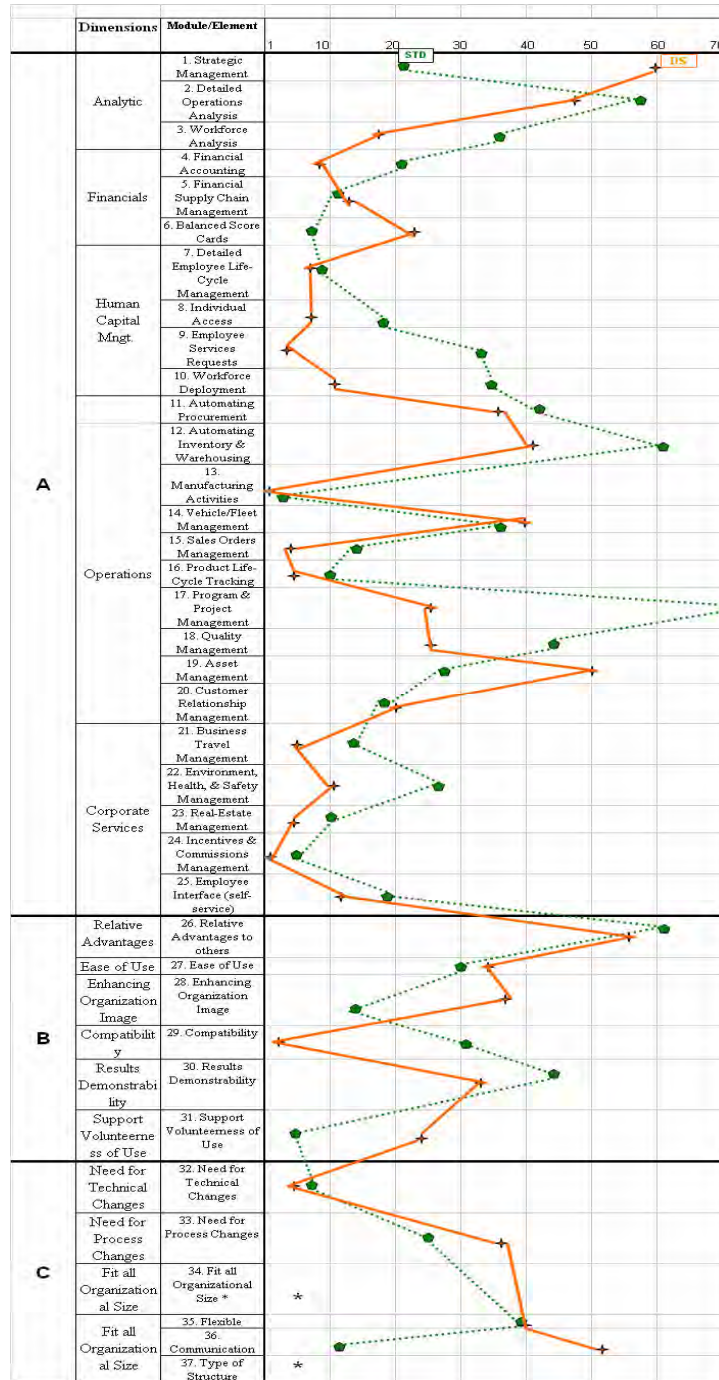 Dimensions
Module/Element
1
10
20
30
40
50
60
70
STD
DS
A
Analytic
1. Strategic
Management
2. Detailed
Operations
Analysis
3. Workforce
Analysis
Financials
4. Financial
Accounting
5. Financial
Supply Chain
Management
6. Balanced Score
Cards
Human
Capital
Mngt.
7. Detailed
Employee Life-
Cycle
Management
8. Individual
Access
9. Employee
Services
Requests
10. Workforce
Deployment
11. Automating
Procurement
Operations
12. Automating
Inventory &
Warehousing
13.
Manufacturing
Activities
14. Vehicle/Fleet
Management
15. Sales Orders
Management
16. Product Life-
Cycle Tracking
17. Program &
Project
Management
18. Quality
Management
19. Asset
Management
20. Customer
Relationship
Management
Corporate
Services
21. Business
Travel
Management
22. Environment,
Health, & Safety
Management
23. Real-Estate
Management
24. Incentives &
Commissions
Management
25. Employee
Interface (self-
service)
B
Relative
Advantages
26. Relative
Advantages to
others
Ease of Use
27. Ease of Use
Enhancing
Organization
Image
28. Enhancing
Organization
Image
Compatibilit
y
29. Compatibility
Results
Demonstrabi
lity
30. Results
Demonstrability
Support
Volunteerne
ss of Use
31. Support
Volunteerness of
Use
C
Need for
Technical
Changes
32. Need for
Technical
Changes
Need for
Process
Changes
33. Need for
Process Changes
Fit all
Organization
al Size
34. Fit all
Organizational
Size *
*
Fit all
Organization
al Size
35. Flexible
36.
Communication
37. Type of
Structure
*